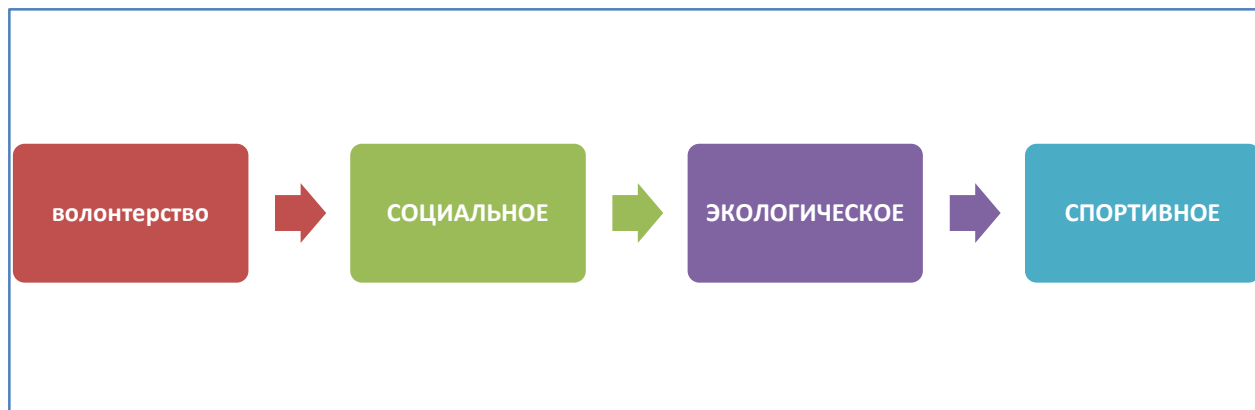 волонтерство
СОЦИАЛЬНОЕ
ЭКОЛОГИЧЕСКОЕ
СПОРТИВНОЕ